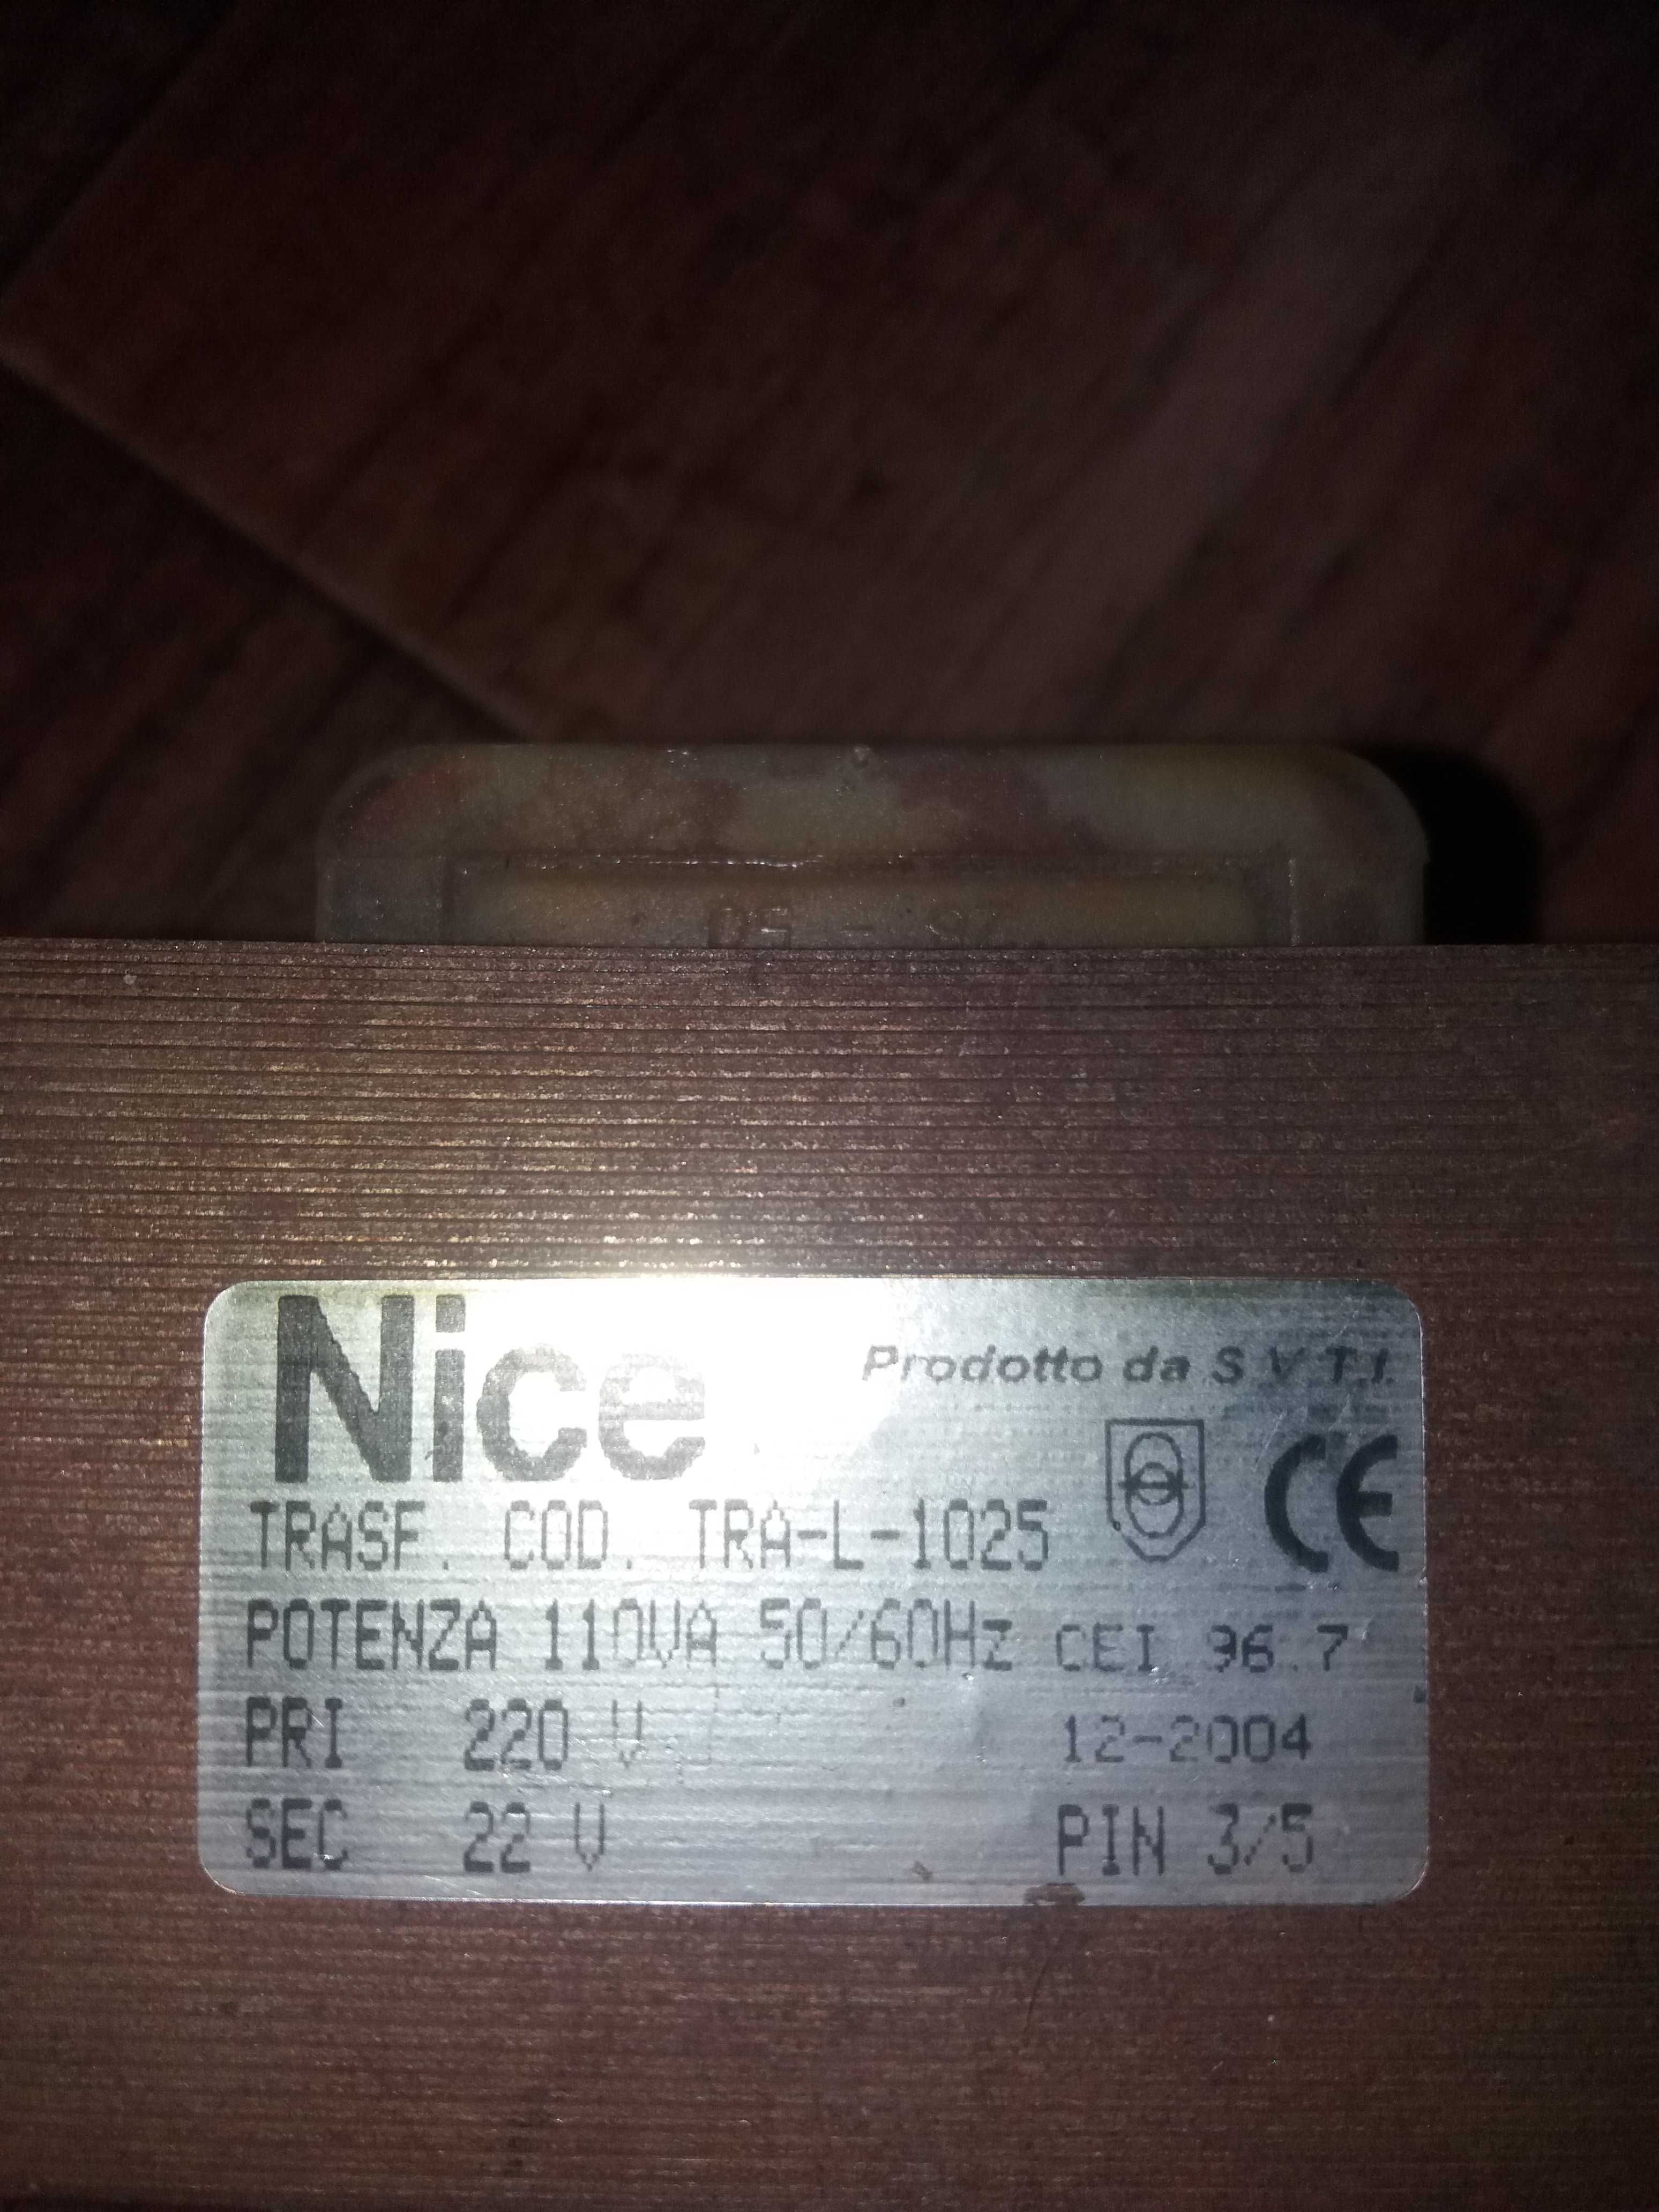 Nice
Prodotto da S.V.T.I.
TRASF. COD. TRA-L-1025
CE
POTENZA 110VA 50/60Hz CEI 96.7
PRI 220 V
12-2004
SEC 22 V
PIN 3/5